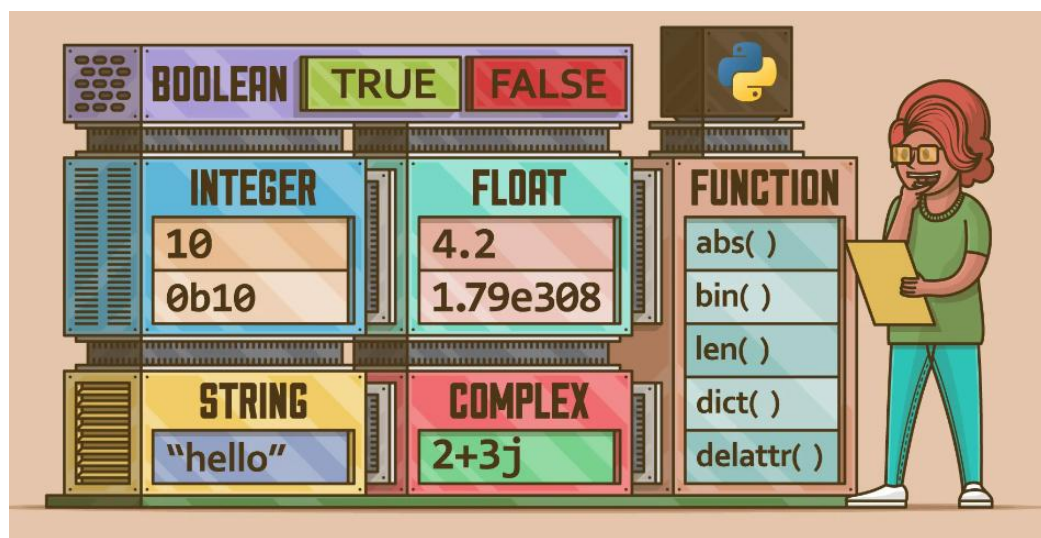 BOOLEAN TRUE FALSE
INTEGER
10
0b10
FLOAT
4.2
1.79e308
FUNCTION
abs( )
bin( )
len( )
dict( )
delattr( )
STRING
“hello”
COMPLEX
2+3j